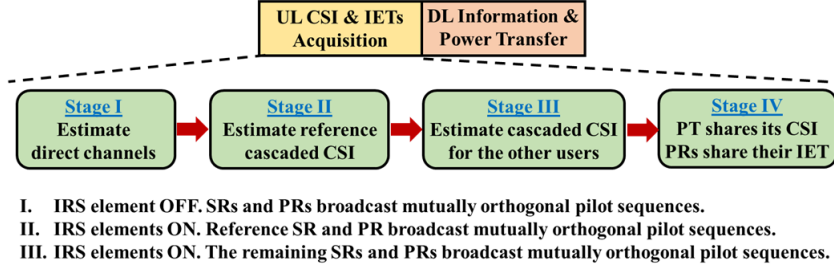 UL CSI & IETs
Acquisition
DL Information &
Power Transfer
Stage I
Estimate
direct channels
Stage II
Estimate reference
cascaded CSI
Stage III
Estimate cascaded CSI
for the other users
Stage IV
PT shares its CSI
PRs share their IET
I. IRS element OFF. SRs and PRs broadcast mutually orthogonal pilot sequences.
II. IRS elements ON. Reference SR and PR broadcast mutually orthogonal pilot sequences.
III. IRS elements ON. The remaining SRs and PRs broadcast mutually orthogonal pilot sequences.